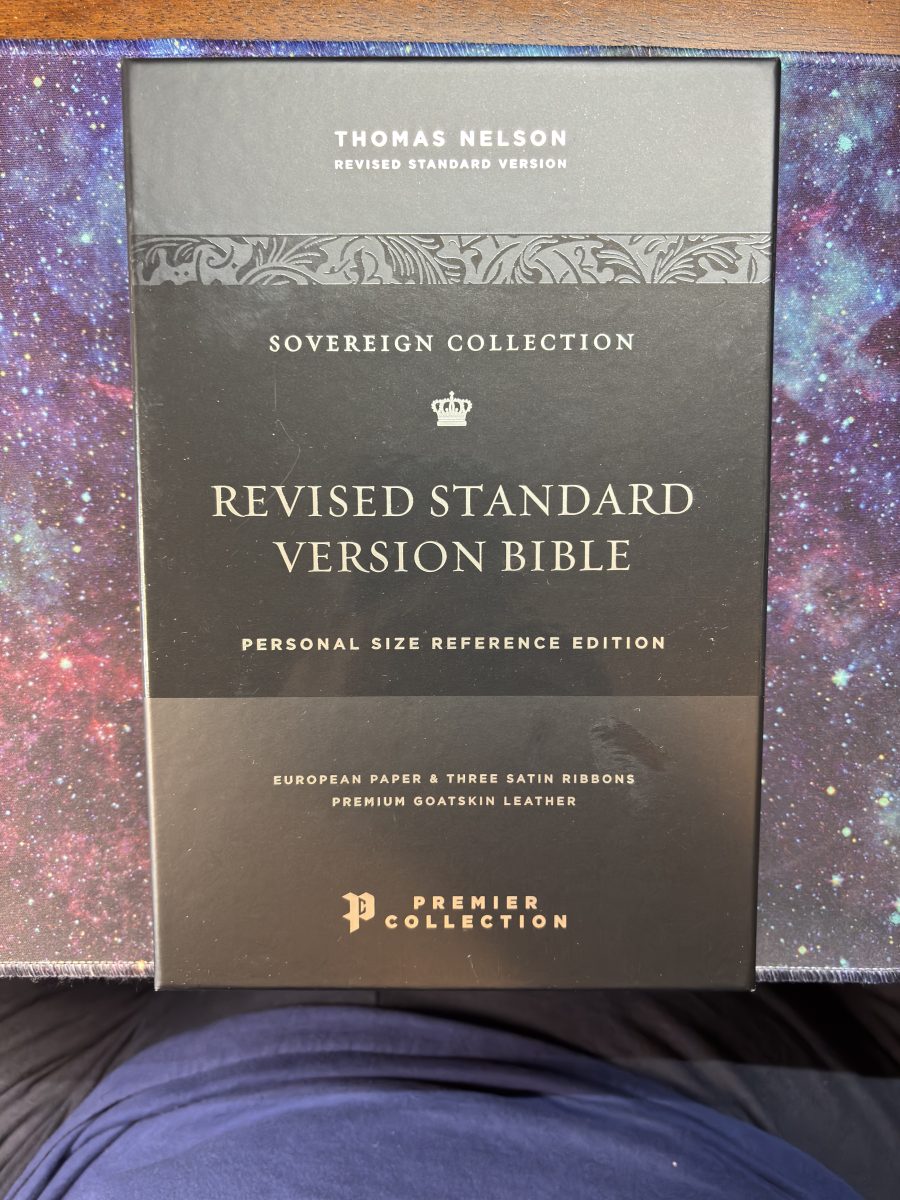 THOMAS NELSON
REVISED STANDARD VERSION
SOVEREIGN COLLECTION
REVISED STANDARD
VERSION BIBLE
PERSONAL SIZE REFERENCE EDITION
EUROPEAN PAPER & THREE SATIN RIBBONS
PREMIUM GOATSKIN LEATHER
PREMIER
COLLECTION